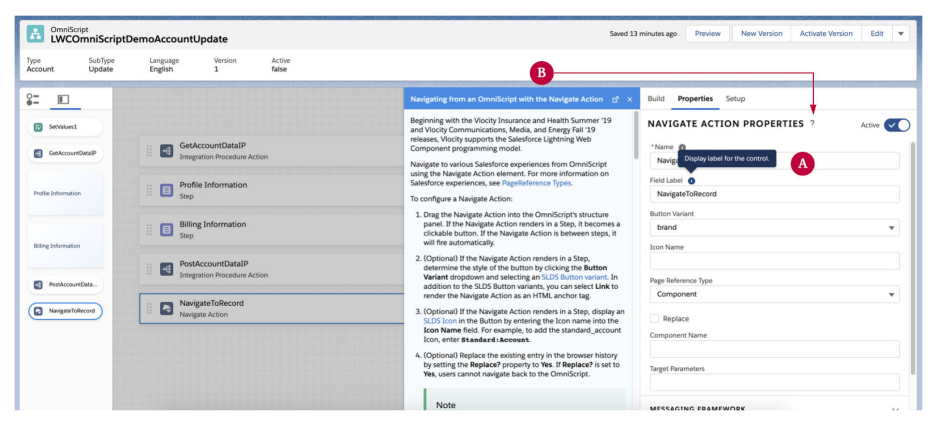 OmniScript
LWCOmniScriptDemoAccountUpdate
Saved 13 minutes ago
Preview
New Version
Activate Version
Edit
Type
Account
SubType
Update
Language
English
Version
1
Active
false
B
SetValues1
GetAccountDataIP
Profile Information
Billing Information
PostAccountData...
NavigateToRecord
GetAccountDataIP
Integration Procedure Action
Profile Information
Step
Billing Information
Step
PostAccountDataIP
Integration Procedure Action
NavigateToRecord
Navigate Action
Navigating from an OmniScript with the Navigate Action
Beginning with the Vlocity Insurance and Health Summer '19
and Vlocity Communications, Media, and Energy Fall '19
releases, Vlocity supports the Salesforce Lightning Web
Component programming model.
Navigate to various Salesforce experiences from OmniScript
using the Navigate Action element. For more information on
Salesforce experiences, see PageReference Types.
To configure a Navigate Action:
1. Drag the Navigate Action into the OmniScript's structure
panel. If the Navigate Action renders in a Step, it becomes a
clickable button. If the Navigate Action is between steps, it
will fire automatically.
2. (Optional) If the Navigate Action renders in a Step,
determine the style of the button by clicking the Button
Variant dropdown and selecting an SLDS Button variant. In
addition to the SLDS Button variants, you can select Link to
render the Navigate Action as an HTML anchor tag.
3. (Optional) If the Navigate Action renders in a Step, display an
SLDS Icon in the Button by entering the Icon name into the
Icon Name field. For example, to add the standard_account
Icon, enter Standard:Account.
4. (Optional) Replace the existing entry in the browser history
by setting the Replace? property to Yes. If Replace? is set to
Yes, users cannot navigate back to the OmniScript.
Note
Build
Properties
Setup
NAVIGATE ACTION PROPERTIES ?
Active
* Name
Display label for the control.
A
Field Label
NavigateToRecord
Button Variant
brand
Icon Name
Page Reference Type
Component
Replace
Component Name
Target Parameters
MESSAGING FRAMEWORK